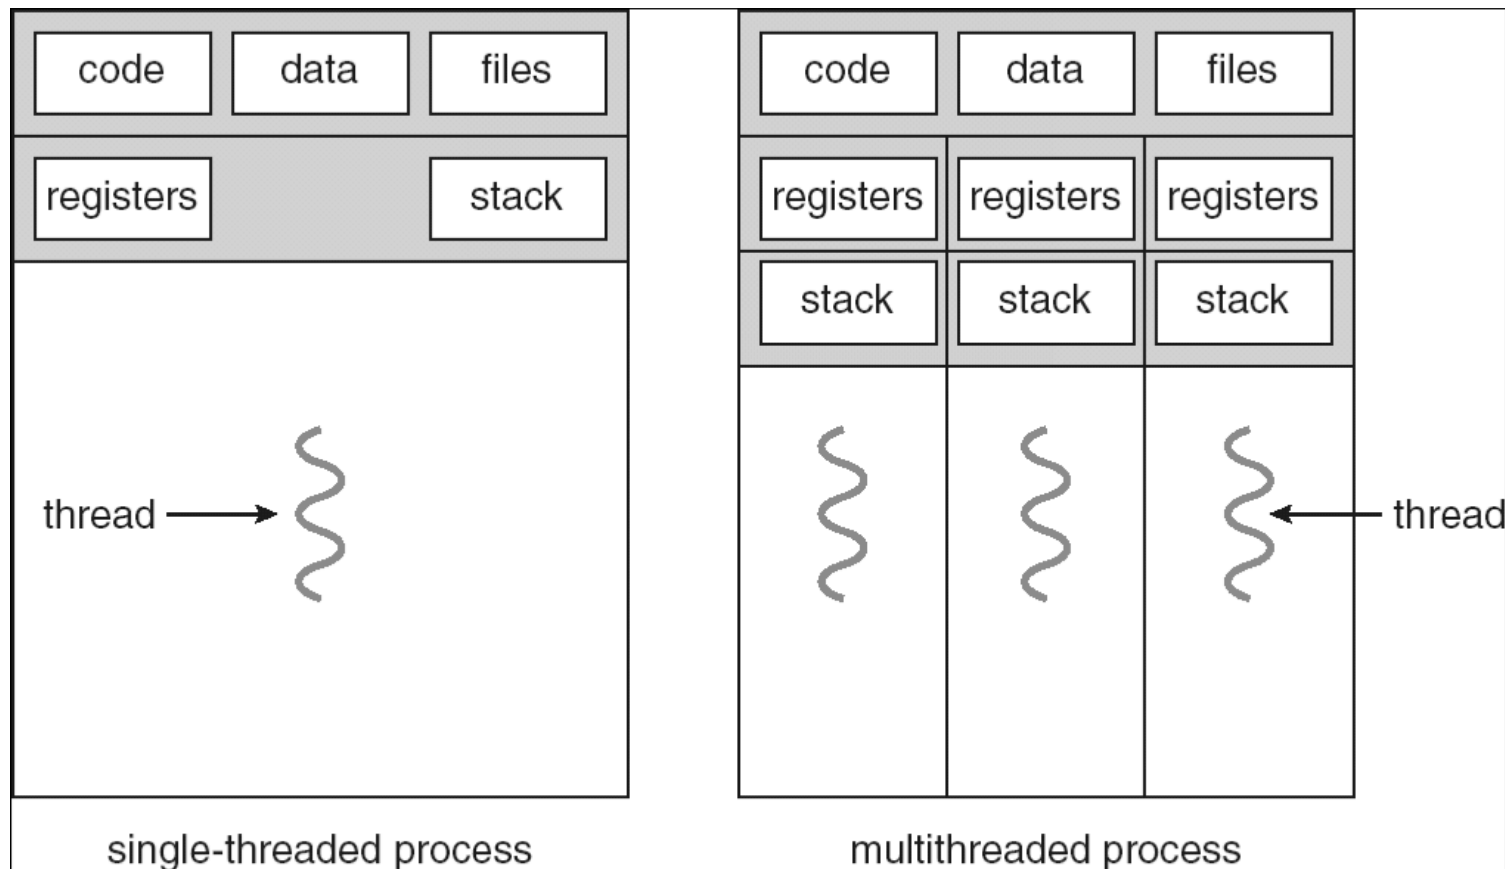 code data files
registers stack
thread
single-threaded process
code data files
registers registers registers
stack stack stack
thread
multithreaded process